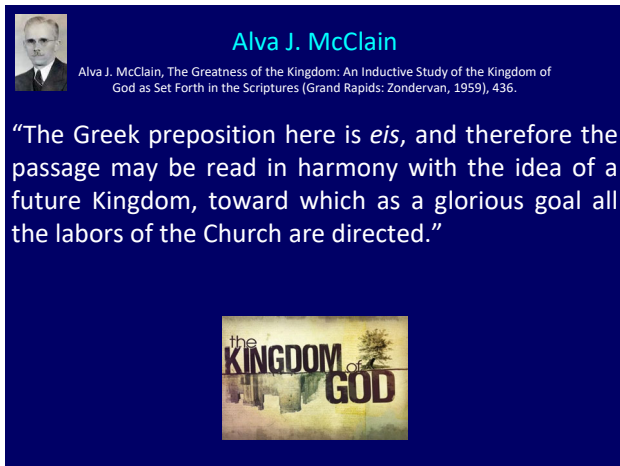 Alva J. McClain
Alva J. McClain, The Greatness of the Kingdom: An Inductive Study of the Kingdom of
God as Set Forth in the Scriptures (Grand Rapids: Zondervan, 1959), 436.
“The Greek preposition here is eis, and therefore the
passage may be read in harmony with the idea of a
future Kingdom, toward which as a glorious goal all
the labors of the Church are directed.”
the
KINGDOM of
GOD